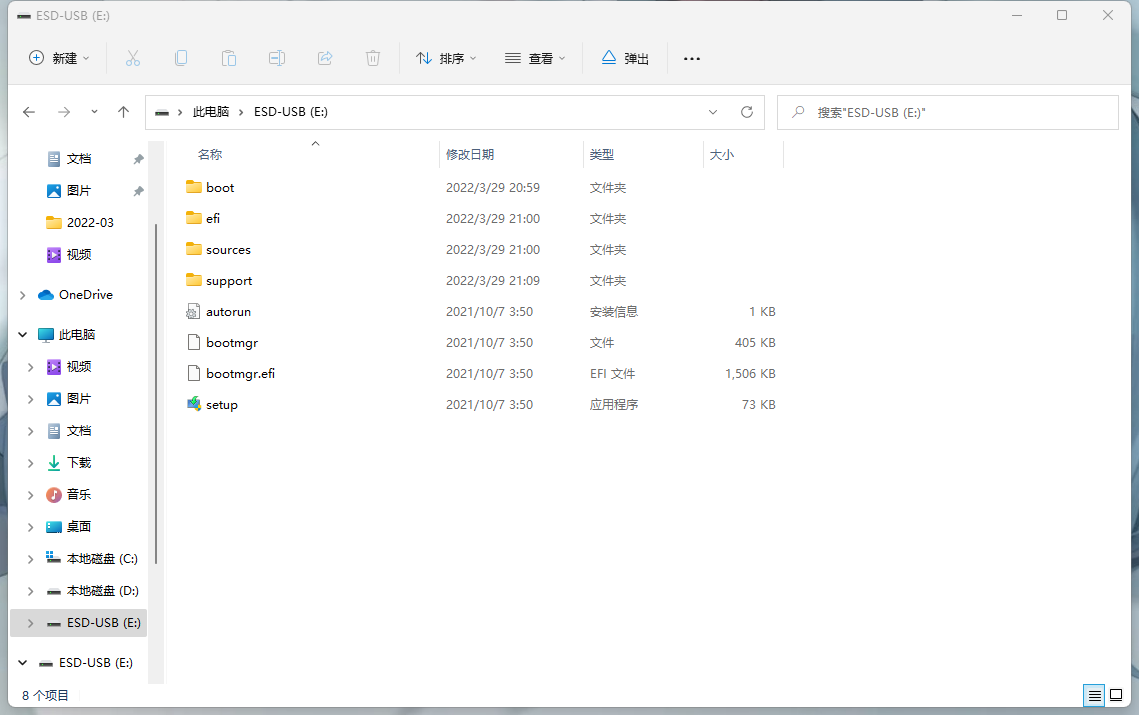 ESD-USB (E:)
新建 排序 查看 弹出
此电脑 ESD-USB (E:) 搜索"ESD-USB (E:)"
文档
图片
2022-03
视频
OneDrive
此电脑
视频
图片
文档
下载
音乐
桌面
本地磁盘 (C:)
本地磁盘 (D:)
ESD-USB (E:)
ESD-USB (E:)
名称 修改日期 类型 大小
boot 2022/3/29 20:59 文件夹
efi 2022/3/29 21:00 文件夹
sources 2022/3/29 21:00 文件夹
support 2022/3/29 21:09 文件夹
autorun 2021/10/7 3:50 安装信息 1 KB
bootmgr 2021/10/7 3:50 文件 405 KB
bootmgr.efi 2021/10/7 3:50 EFI 文件 1,506 KB
setup 2021/10/7 3:50 应用程序 73 KB
8 个项目